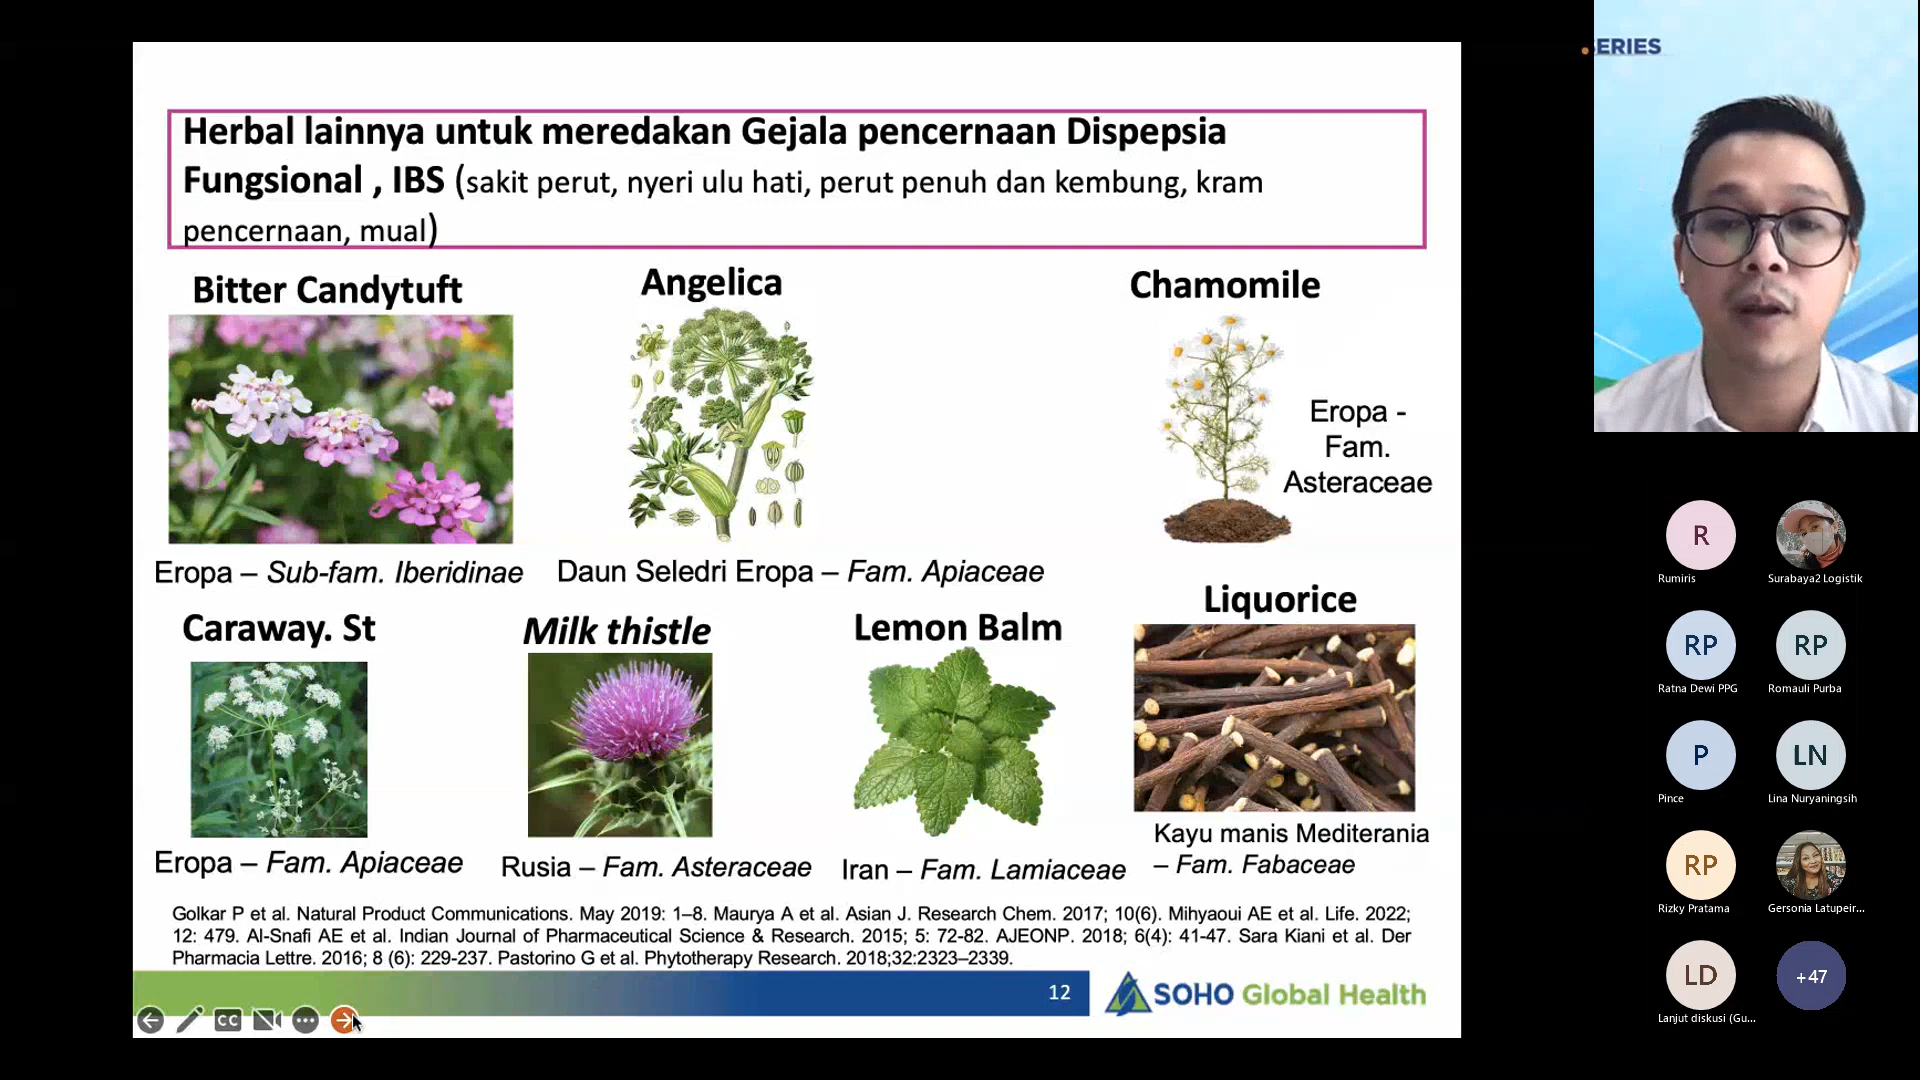 ERIES
Herbal lainnya untuk meredakan Gejala pencernaan Dispepsia
Fungsional , IBS (sakit perut, nyeri ulu hati, perut penuh dan kembung, kram
pencernaan, mual)
Bitter Candytuft
Angelica
Chamomile
Eropa -
Fam.
Asteraceae
Eropa – Sub-fam. Iberidinae
Daun Seledri Eropa – Fam. Apiaceae
Caraway. St
Milk thistle
Lemon Balm
Liquorice
Eropa – Fam. Apiaceae
Rusia – Fam. Asteraceae
Iran – Fam. Lamiaceae
Kayu manis Mediterania
– Fam. Fabaceae
Golkar P et al. Natural Product Communications. May 2019: 1–8. Maurya A et al. Asian J. Research Chem. 2017; 10(6). Mihyaoui AE et al. Life. 2022;
12: 479. Al-Snafi AE et al. Indian Journal of Pharmaceutical Science & Research. 2015; 5: 72-82. AJEONP. 2018; 6(4): 41-47. Sara Kiani et al. Der
Pharmacia Lettre. 2016; 8 (6): 229-237. Pastorino G et al. Phytotherapy Research. 2018;32:2323–2339.
12
SOHO Global Health
CC
R
Rumiris
Surabaya2 Logistik
RP
Ratna Dewi PPG
RP
Romauli Purba
P
Pince
LN
Lina Nuryaningsih
RP
Rizky Pratama
Gersonia Latupeir...
LD
Lanjut diskusi (Gu...
+47